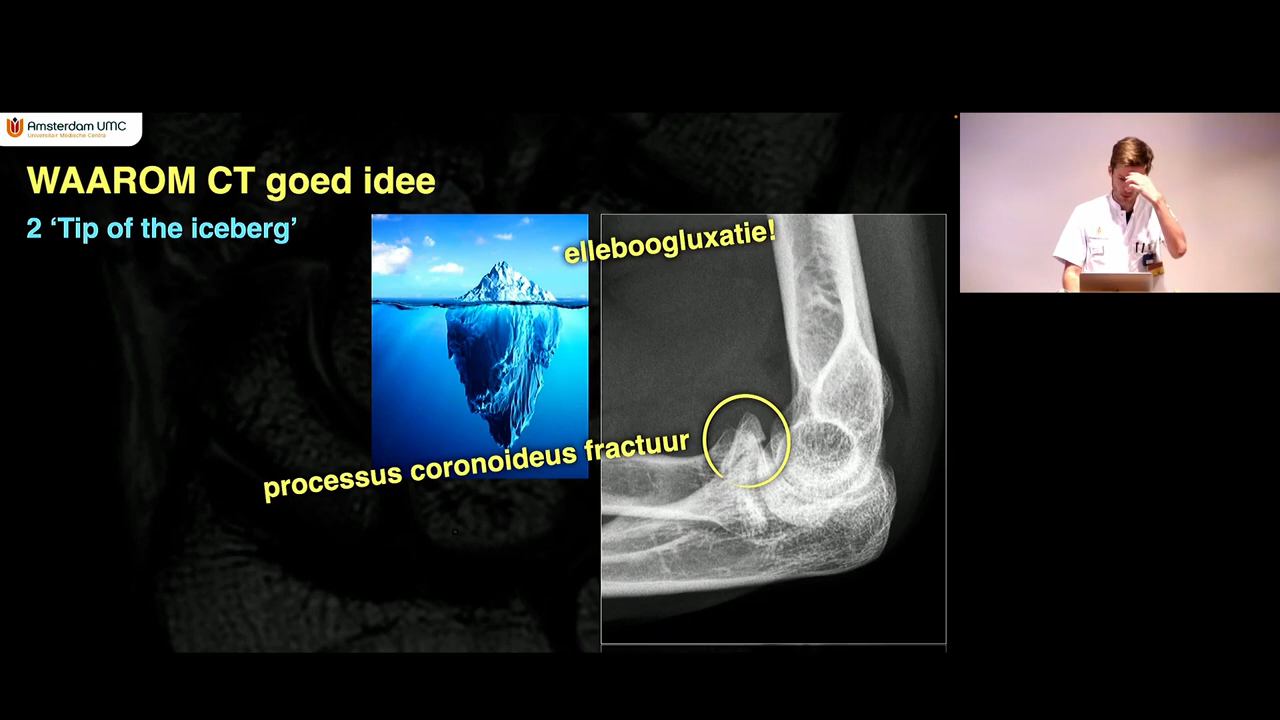 Amsterdam UMC
Universitair Medische Centra
WAAROM CT goed idee
2 ‘Tip of the iceberg’
elleboogluxatie!
processus coronoideus fractuur